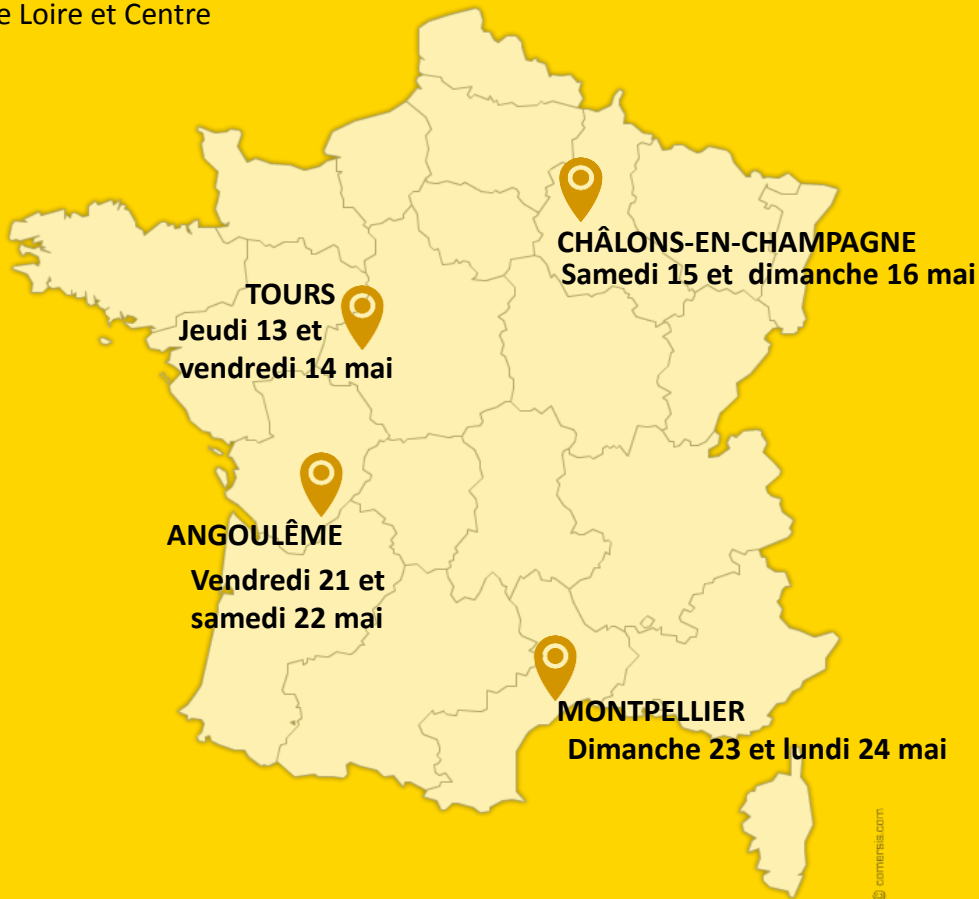 e Loire et Centre
CHÂLONS-EN-CHAMPAGNE
Samedi 15 et dimanche 16 mai
TOURS
Jeudi 13 et
vendredi 14 mai
ANGOULÊME
Vendredi 21 et
samedi 22 mai
MONTPELLIER
Dimanche 23 et lundi 24 mai
© comersis.com